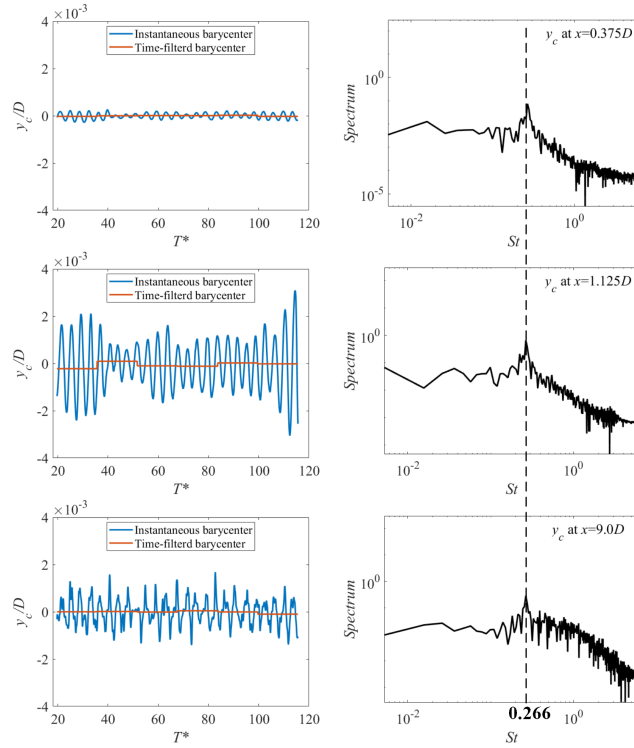 ×10⁻³
4
2
0
-2
-4
y_c/D
Instantaneous barycenter
Time-filterd barycenter
20 40 60 80 100 120
T*
y_c at x=0.375D
10⁰
10⁻⁵
Spectrum
10⁻² 10⁰
St
×10⁻³
4
2
0
-2
-4
y_c/D
Instantaneous barycenter
Time-filterd barycenter
20 40 60 80 100 120
T*
y_c at x=1.125D
10⁰
Spectrum
10⁻² 10⁰
St
×10⁻³
4
2
0
-2
-4
y_c/D
Instantaneous barycenter
Time-filterd barycenter
20 40 60 80 100 120
T*
y_c at x=9.0D
10⁰
Spectrum
10⁻² 10⁰
0.266
St